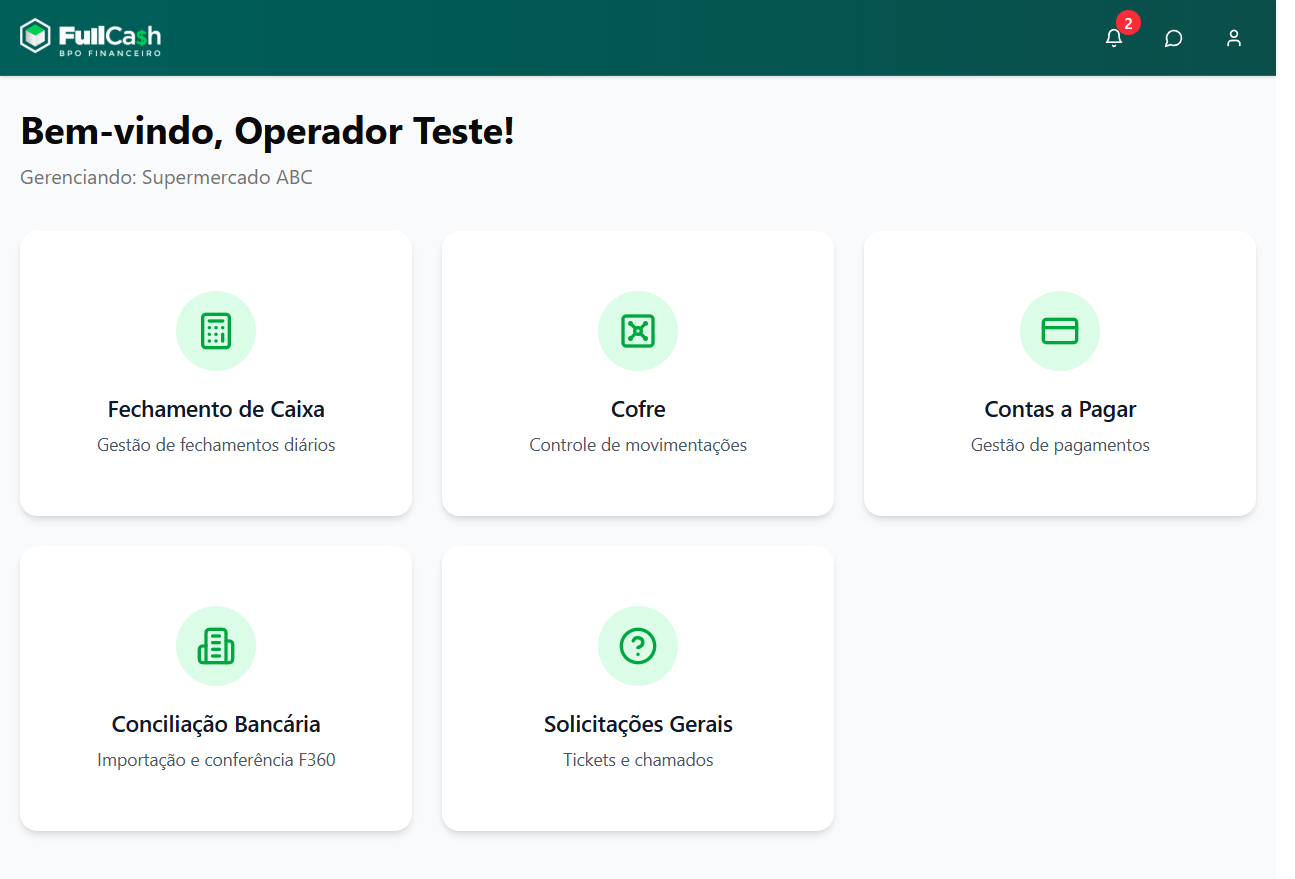 FullCa$h
BPO FINANCEIRO
2
Bem-vindo, Operador Teste!
Gerenciando: Supermercado ABC
Fechamento de Caixa
Gestão de fechamentos diários
Cofre
Controle de movimentações
Contas a Pagar
Gestão de pagamentos
Conciliação Bancária
Importação e conferência F360
Solicitações Gerais
Tickets e chamados